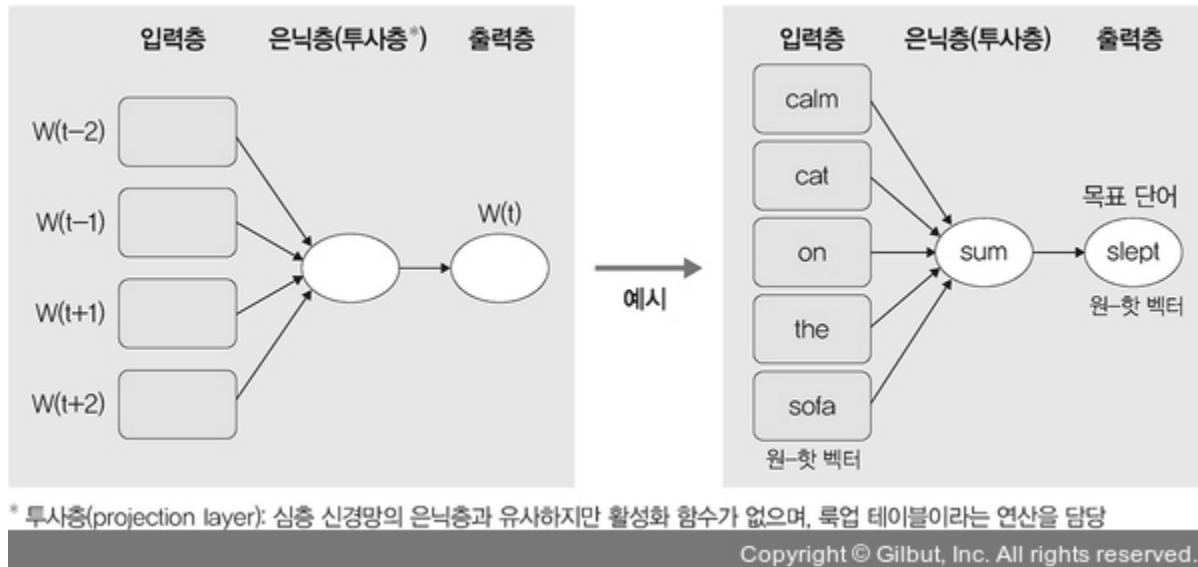 입력층 은닉층(투사층*) 출력층
W(t−2)
W(t−1)
W(t+1)
W(t+2)
W(t)
예시
입력층 은닉층(투사층) 출력층
calm
cat
on
the
sofa
원−핫 벡터
sum
목표 단어
slept
원−핫 벡터
* 투사층(projection layer): 심층 신경망의 은닉층과 유사하지만 활성화 함수가 없으며, 룩업 테이블이라는 연산을 담당
Copyright © Gilbut, Inc. All rights reserved.